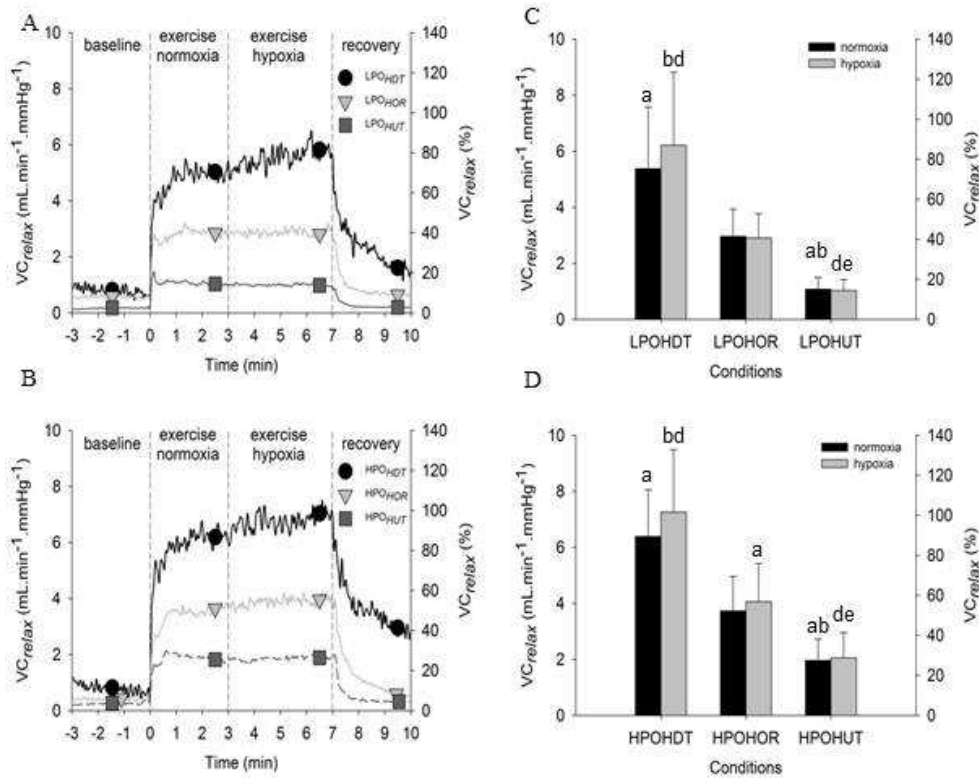 A
baseline
exercise normoxia
exercise hypoxia
recovery
LPOHDT
LPOHOR
LPOHUT
VCrelax (mL.min-1.mmHg-1)
10
8
6
4
2
0
VCrelax (%)
140
120
100
80
60
40
20
0
-3 -2 -1 0 1 2 3 4 5 6 7 8 9 10
Time (min)
C
VCrelax (mL.min-1.mmHg-1)
10
8
6
4
2
0
normoxia
hypoxia
a
bd
ab
de
VCrelax (%)
140
120
100
80
60
40
20
0
LPOHDT LPOHOR LPOHUT
Conditions
B
baseline
exercise normoxia
exercise hypoxia
recovery
HPOHDT
HPOHOR
HPOHUT
VCrelax (mL.min-1.mmHg-1)
10
8
6
4
2
0
VCrelax (%)
140
120
100
80
60
40
20
0
-3 -2 -1 0 1 2 3 4 5 6 7 8 9 10
Time (min)
D
VCrelax (mL.min-1.mmHg-1)
10
8
6
4
2
0
normoxia
hypoxia
a
bd
a
ab
de
VCrelax (%)
140
120
100
80
60
40
20
0
HPOHDT HPOHOR HPOHUT
Conditions